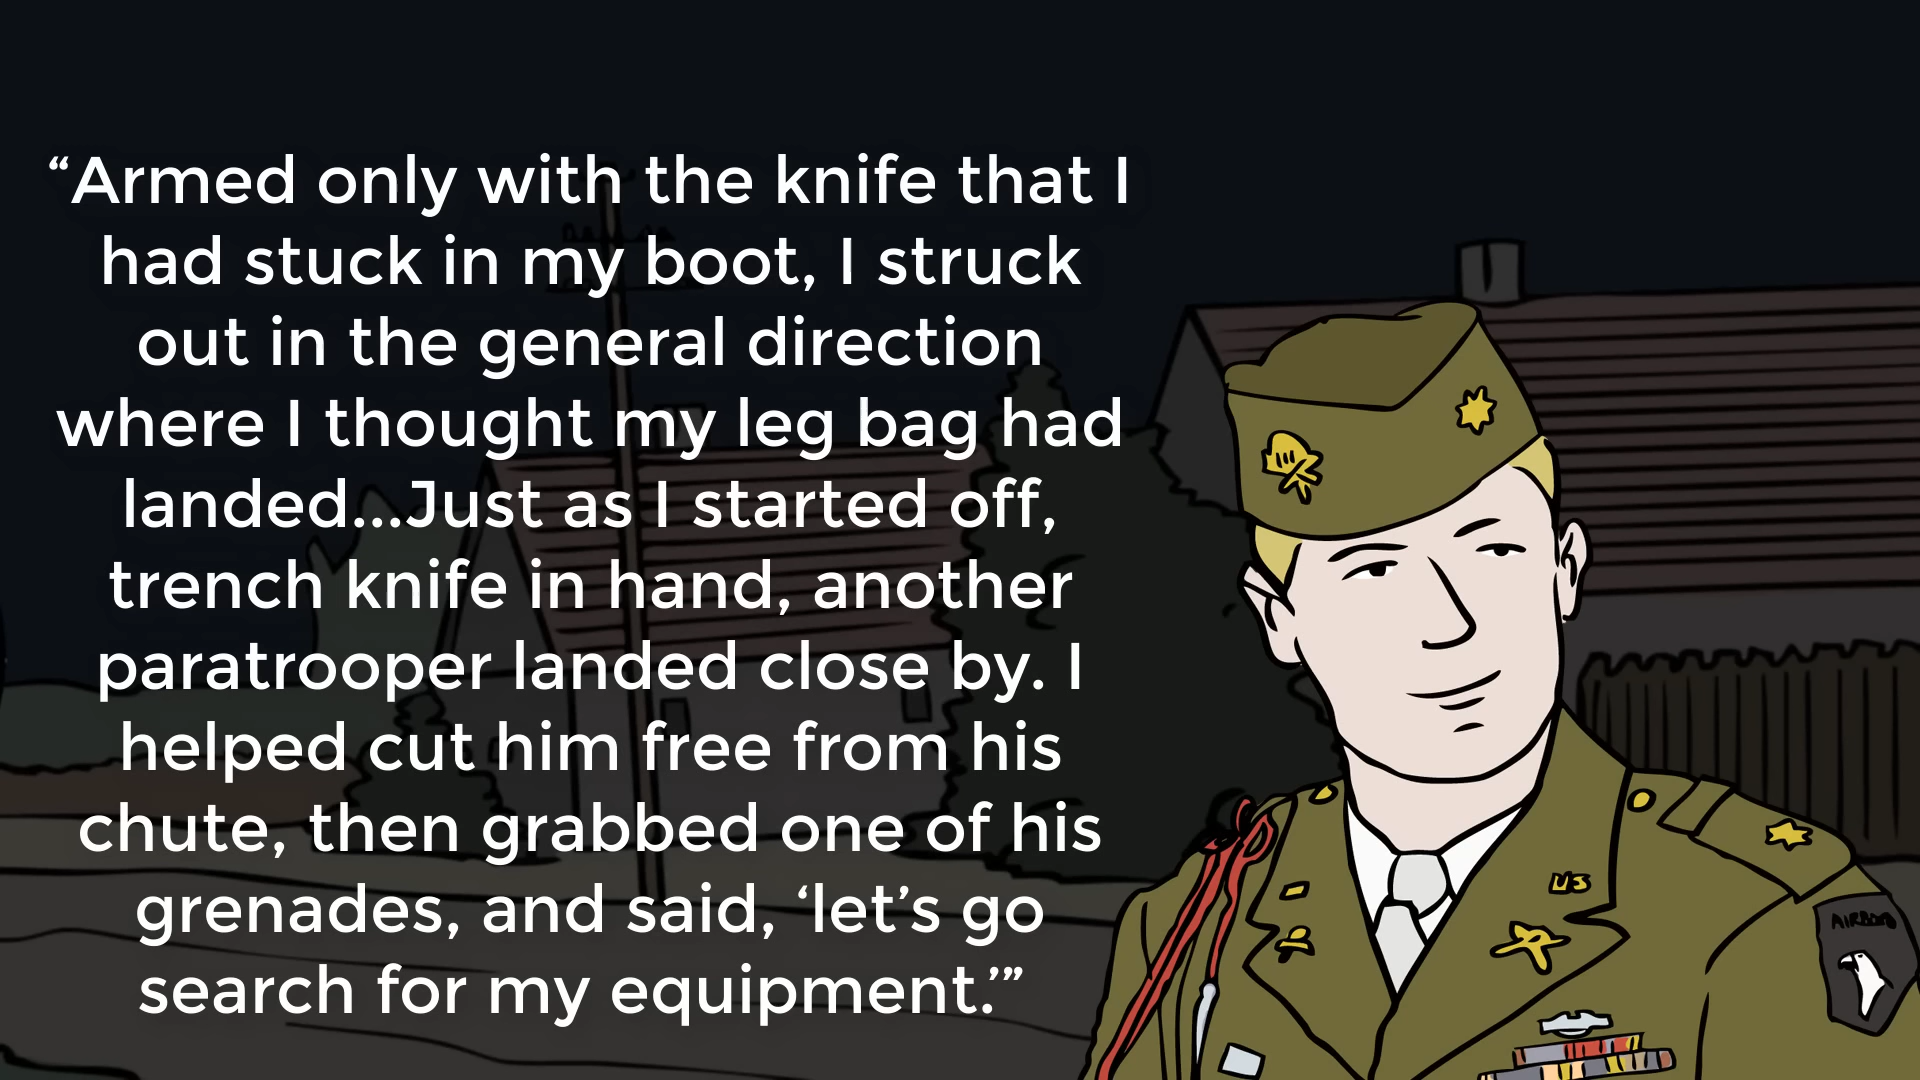 “Armed only with the knife that I
had stuck in my boot, I struck
out in the general direction
where I thought my leg bag had
landed...Just as I started off,
trench knife in hand, another
paratrooper landed close by. I
helped cut him free from his
chute, then grabbed one of his
grenades, and said, ‘let’s go
search for my equipment.’”
US